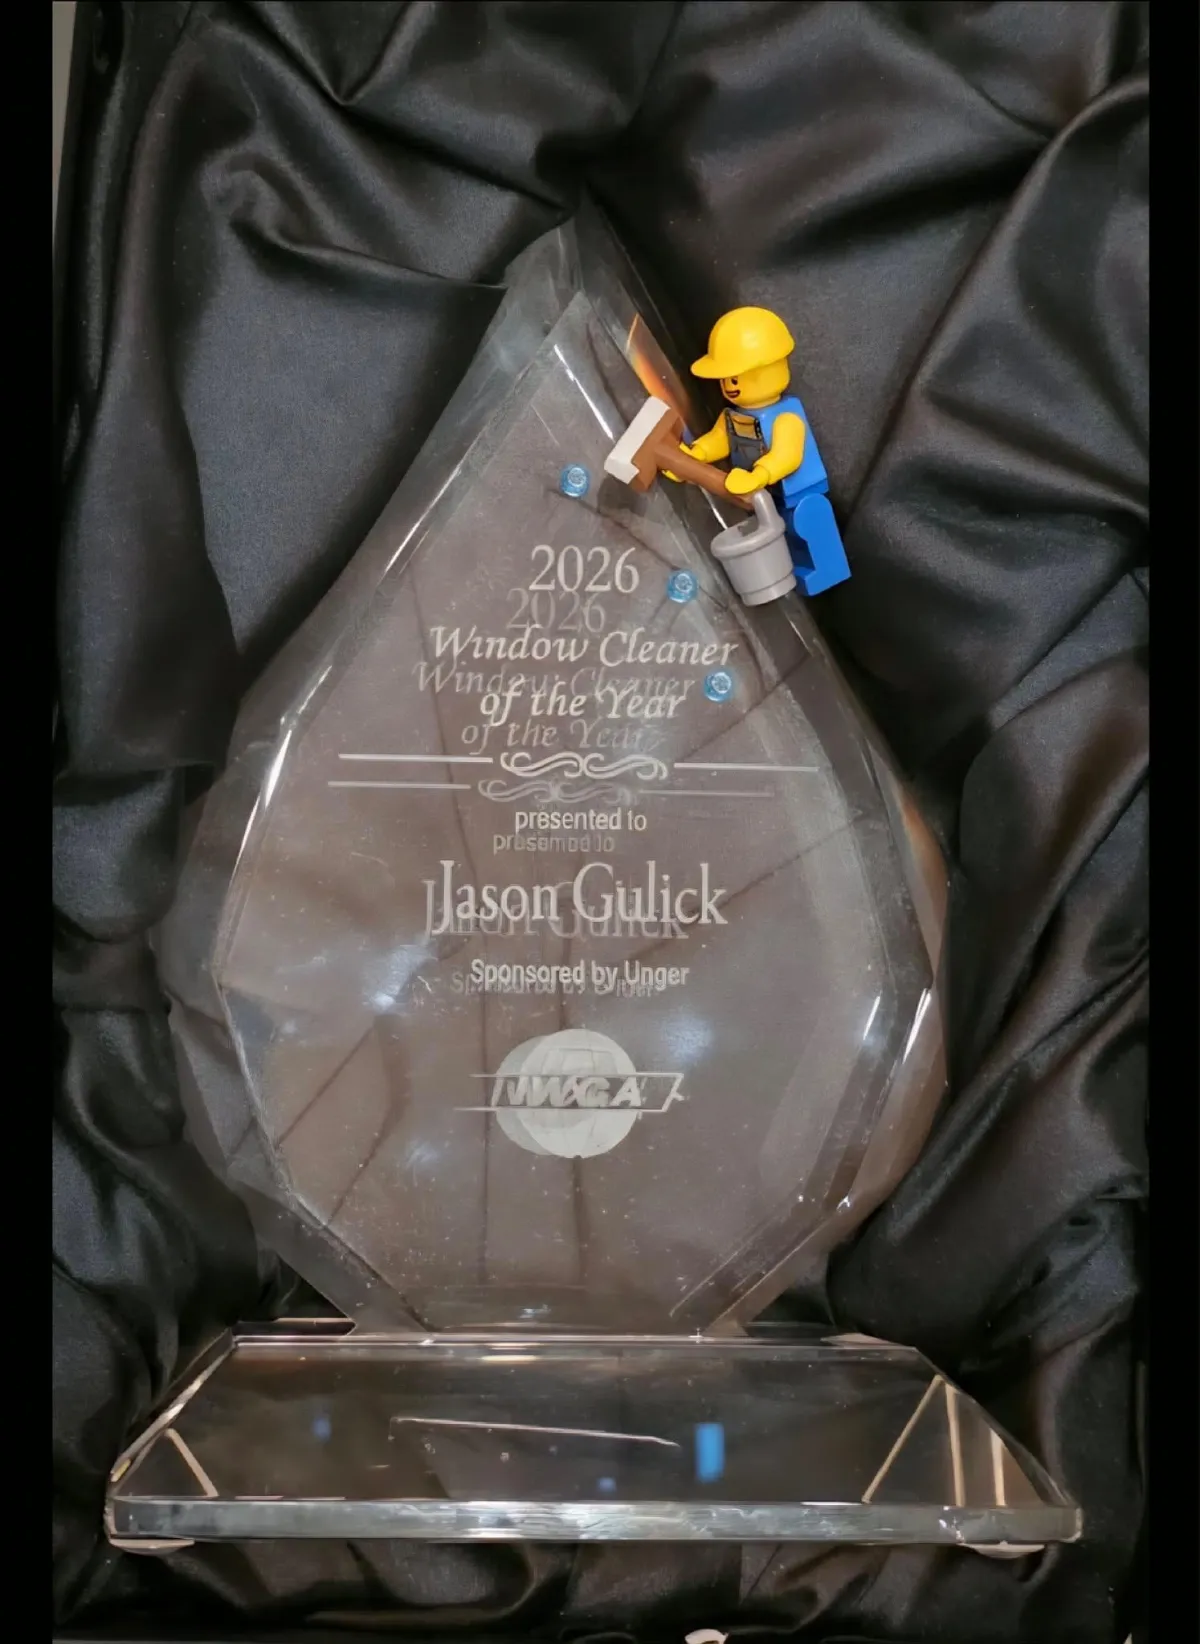 2026
Window Cleaner
of the Year
presented to
Jason Gulick
Sponsored by Unger
IWCA